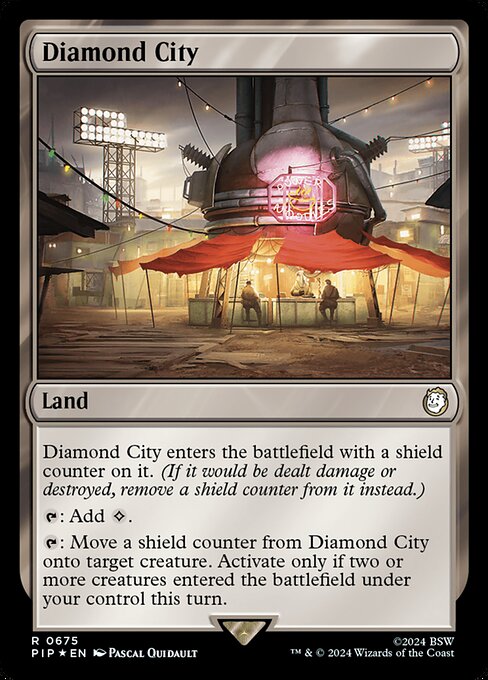 Diamond City
POWER
NOODLES
Land
Diamond City enters the battlefield with a shield
counter on it. (If it would be dealt damage or
destroyed, remove a shield counter from it instead.)
: Add .
: Move a shield counter from Diamond City
onto target creature. Activate only if two or
more creatures entered the battlefield under
your control this turn.
R 0675
©2024 BSW
PIP★EN Pascal Quidault
™ & © 2024 Wizards of the Coast